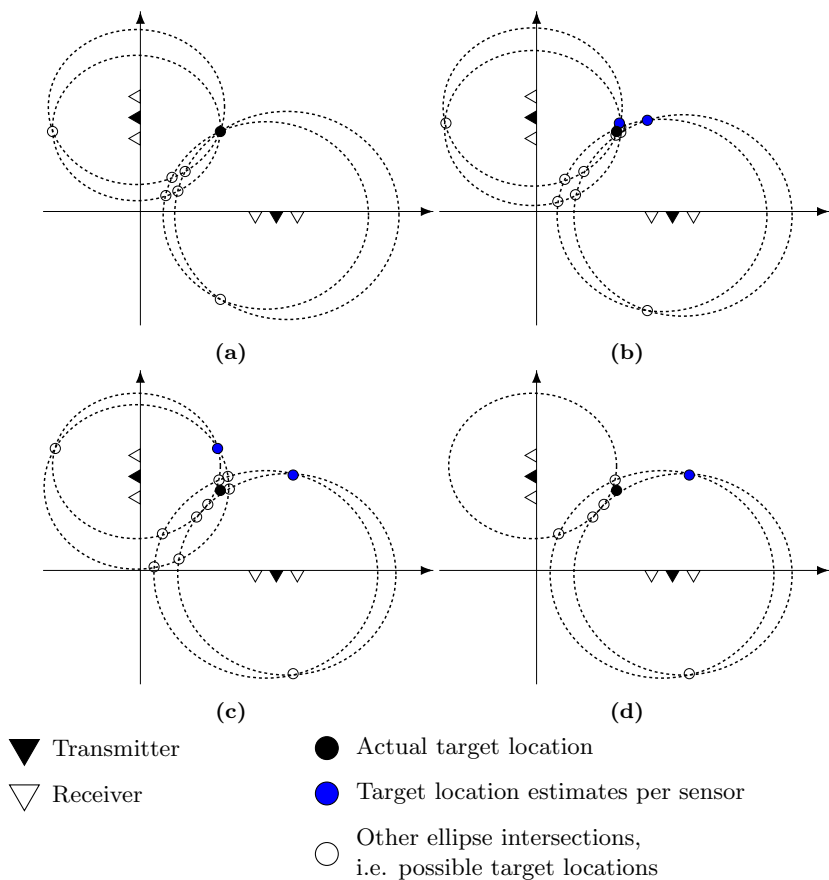 (a)
(b)
(c)
(d)
Transmitter
Receiver
Actual target location
Target location estimates per sensor
Other ellipse intersections,
i.e. possible target locations